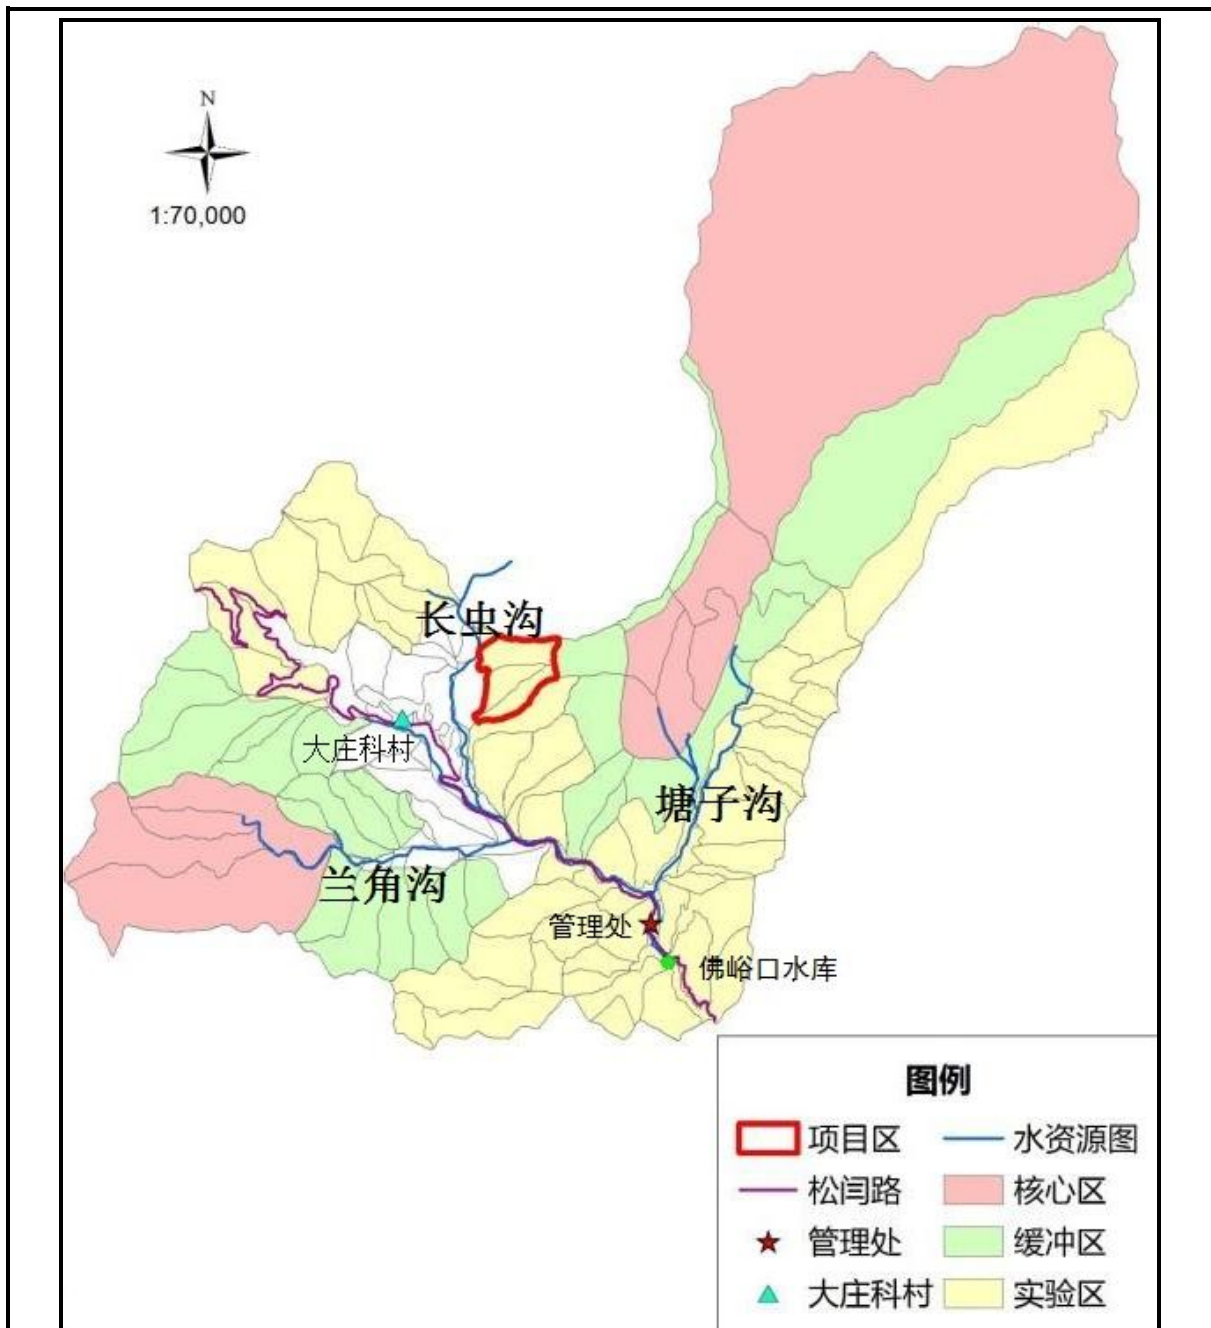 N
1:70,000
长虫沟
大庄科村
塘子沟
兰角沟
管理处
佛峪口水库
图例
项目区
水资源图
松闫路
核心区
管理处
缓冲区
大庄科村
实验区